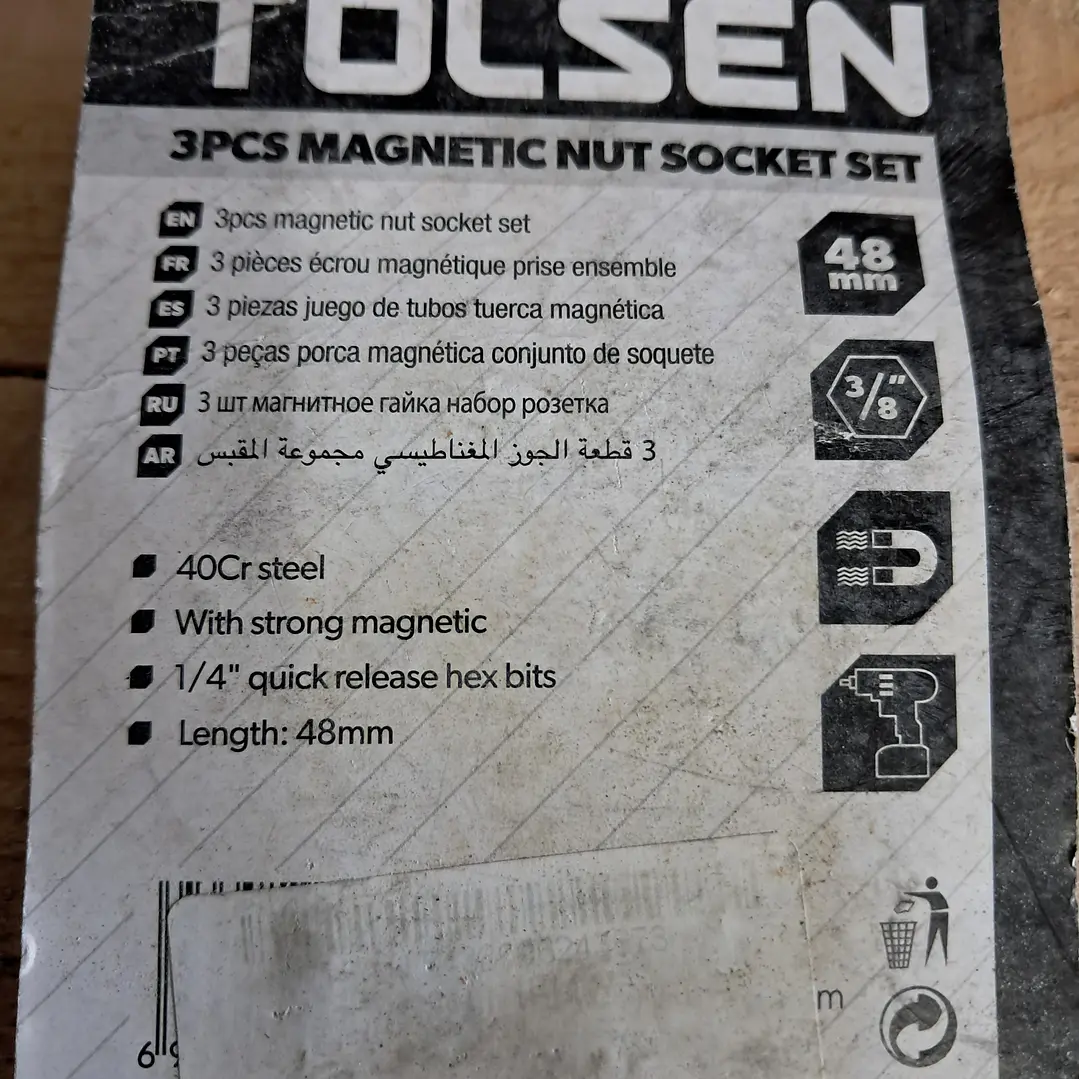 TOLSEN
3PCS MAGNETIC NUT SOCKET SET
EN 3pcs magnetic nut socket set
FR 3 pièces écrou magnétique prise ensemble
ES 3 piezas juego de tubos tuerca magnética
PT 3 peças porca magnética conjunto de soquete
RU 3 шт магнитное гайка набор розетка
AR 3 قطعة الجوز المغناطيسي مجموعة المقبس
48
mm
3/8"
40Cr steel
With strong magnetic
1/4" quick release hex bits
Length: 48mm
m
6